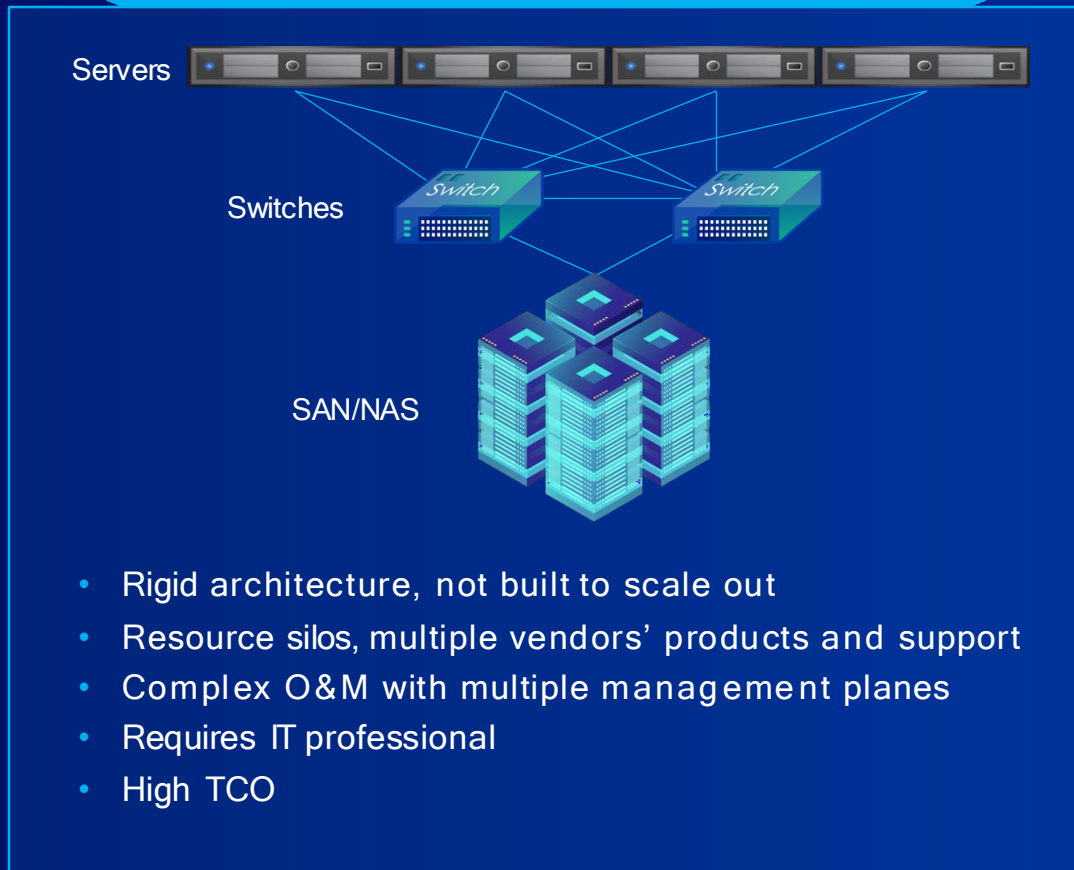 Servers
Switch Switch
Switches
SAN/NAS
• Rigid architecture, not built to scale out
• Resource silos, multiple vendors’ products and support
• Complex O&M with multiple management planes
• Requires IT professional
• High TCO